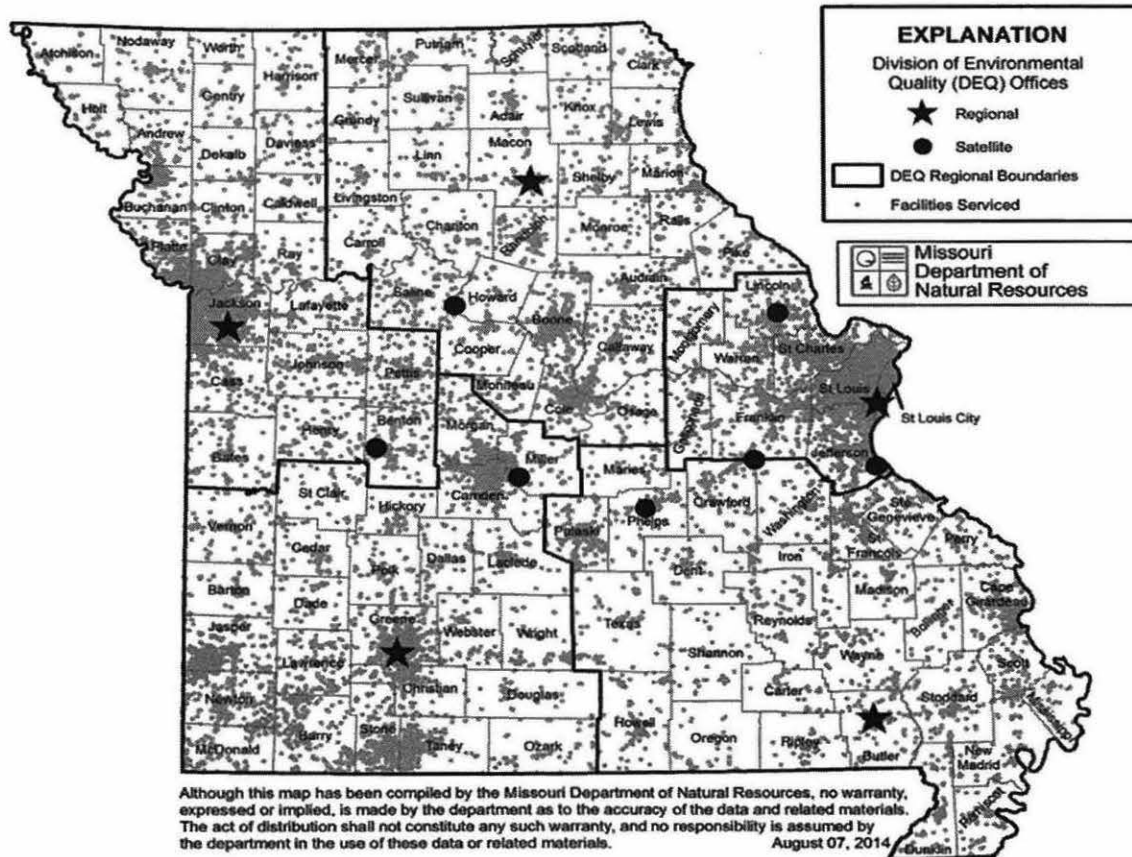 EXPLANATION
Division of Environmental
Quality (DEQ) Offices
Regional
Satellite
DEQ Regional Boundaries
Facilities Serviced
Missouri
Department of
Natural Resources
Atchison
Nodaway
Worth
Harrison
Mercer
Putnam
Schuyler
Scotland
Clark
Holt
Gentry
Sullivan
Adair
Knox
Lewis
Andrew
Grundy
Dekalb
Daviess
Linn
Macon
Shelby
Marion
Buchanan
Clinton
Caldwell
Livingston
Chariton
Randolph
Monroe
Ralls
Platte
Clay
Ray
Carroll
Audrain
Pike
Jackson
Lafayette
Saline
Howard
Boone
Lincoln
Montgomery
Callaway
Warren
St Charles
Cass
Johnson
Pettis
Cooper
Moniteau
Cole
Osage
Gasconade
Franklin
St Louis
St Louis City
Bates
Henry
Benton
Morgan
Miller
Jefferson
Maries
St Clair
Camden
Hickory
Pulaski
Phelps
Crawford
Washington
Ste
Genevieve
St
Francois
Perry
Vernon
Cedar
Polk
Dallas
Laclede
Dent
Iron
Madison
Cape
Girardeau
Bollinger
Barton
Dade
Greene
Webster
Wright
Texas
Reynolds
Wayne
Jasper
Lawrence
Shannon
Scott
Mississippi
Newton
Christian
Douglas
Carter
Stoddard
Stone
Barry
Howell
Oregon
Ripley
Butler
McDonald
Taney
Ozark
New
Madrid
Pemiscot
Dunklin
Although this map has been compiled by the Missouri Department of Natural Resources, no warranty,
expressed or implied, is made by the department as to the accuracy of the data and related materials.
The act of distribution shall not constitute any such warranty, and no responsibility is assumed by
the department in the use of these data or related materials.
August 07, 2014